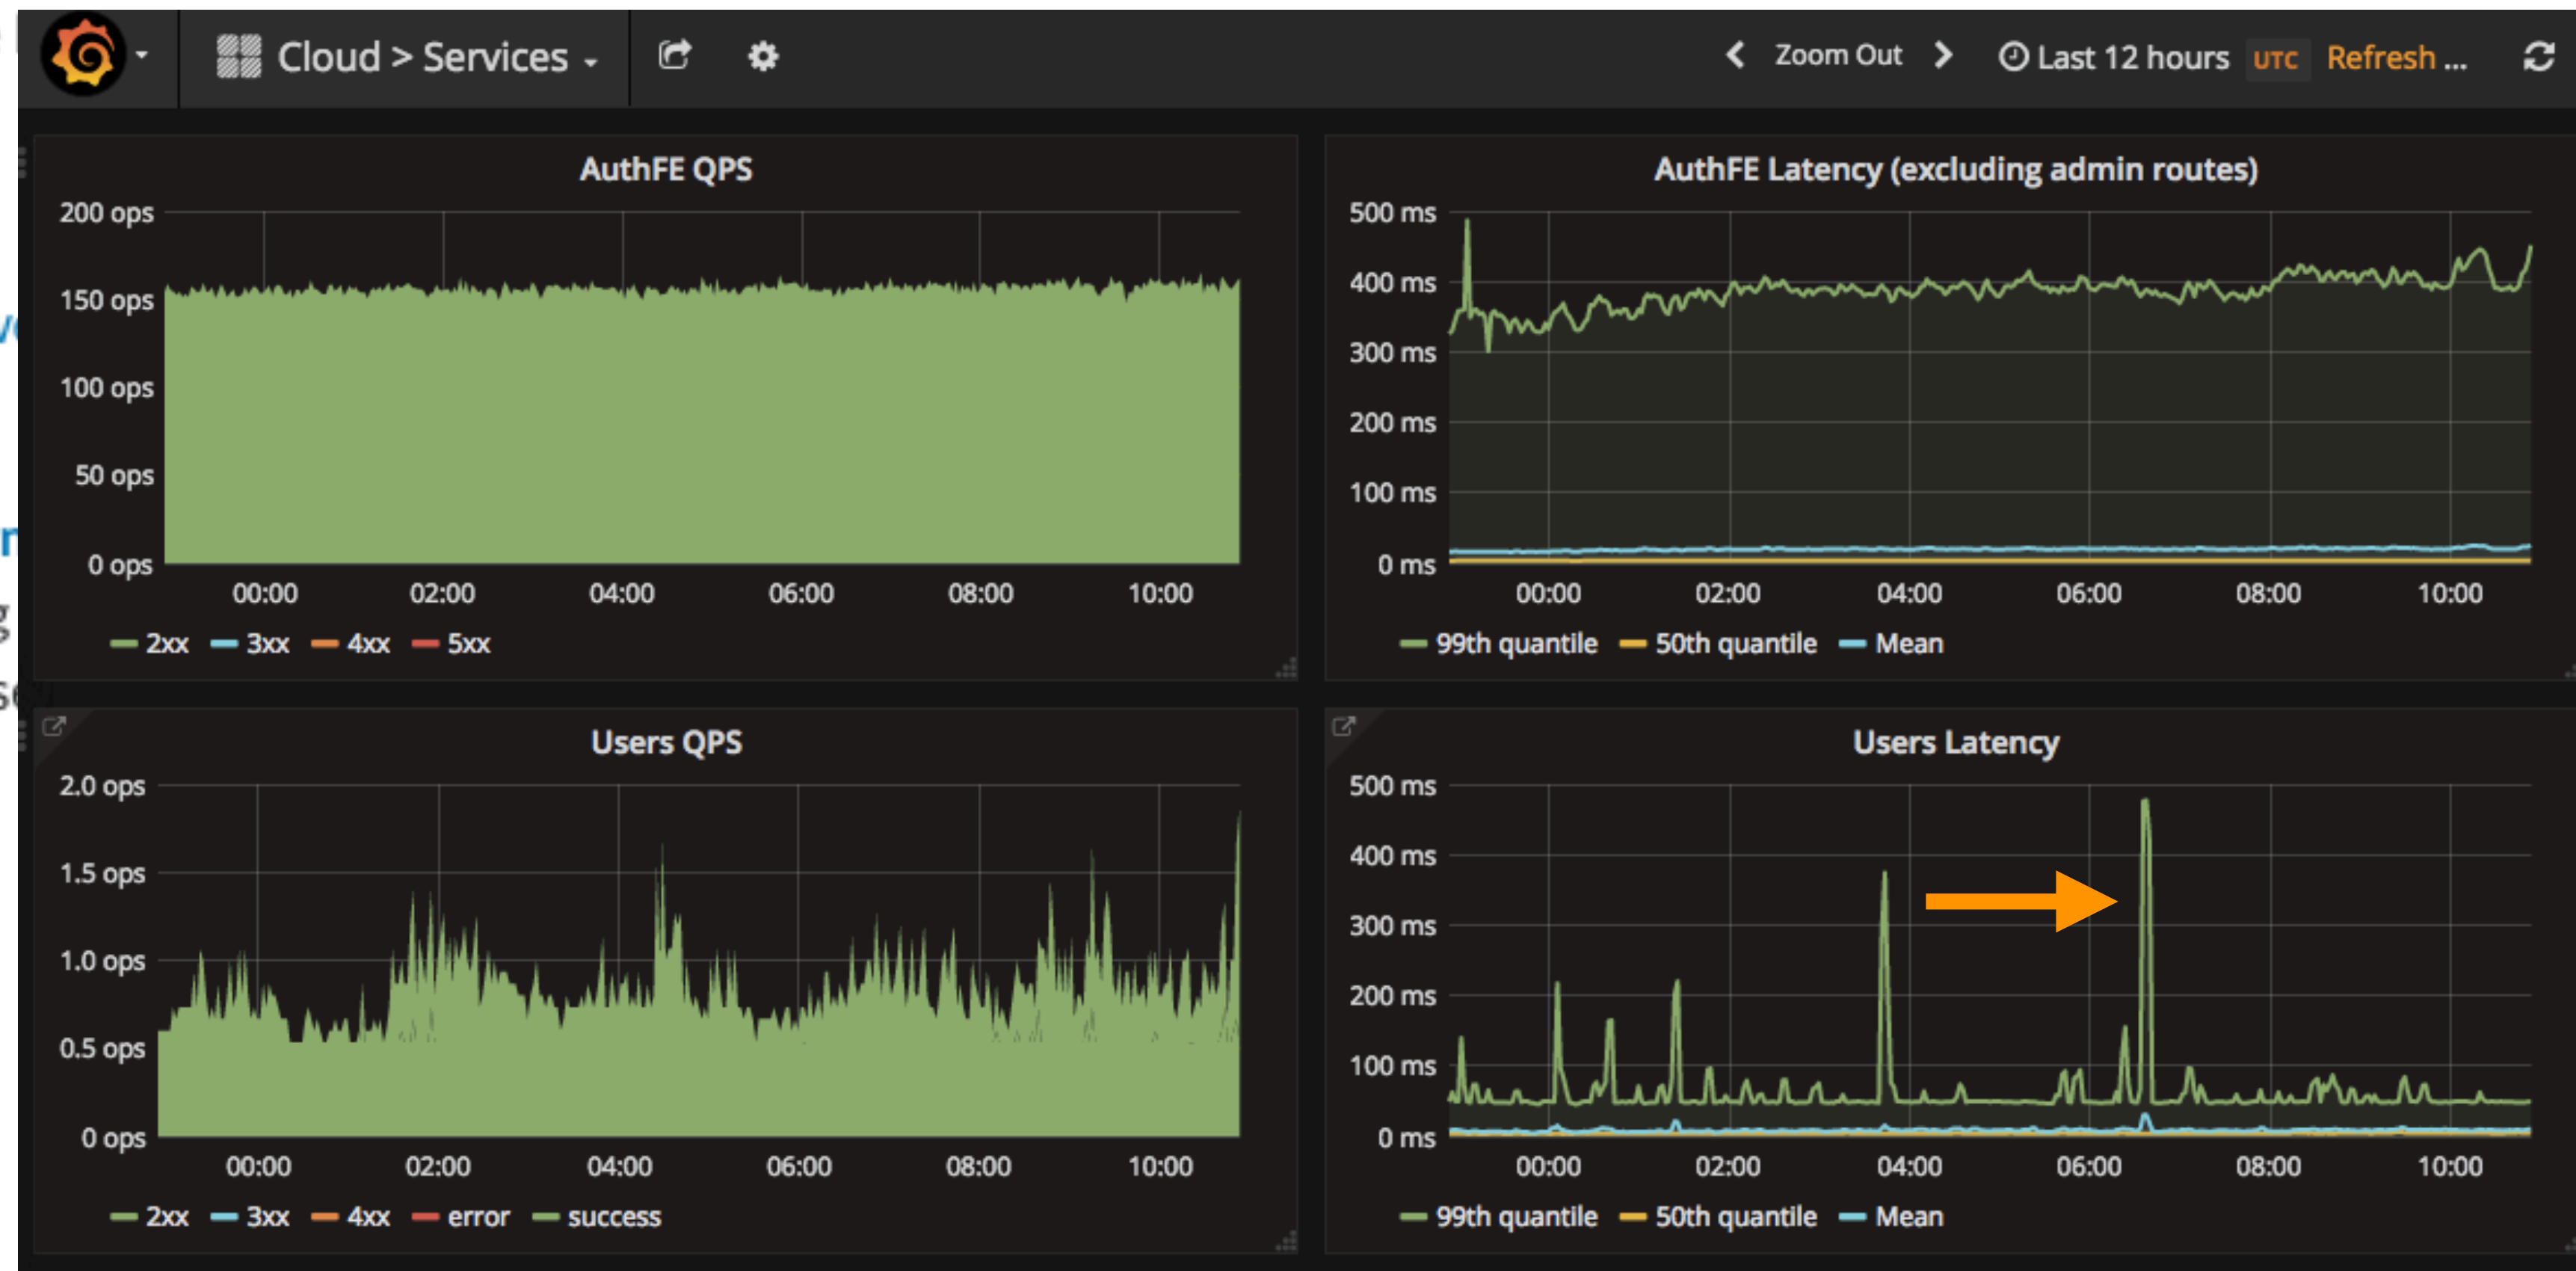 Cloud > Services
Zoom Out
Last 12 hours UTC Refresh ...
AuthFE QPS
200 ops
150 ops
100 ops
50 ops
0 ops
00:00 02:00 04:00 06:00 08:00 10:00
2xx 3xx 4xx 5xx
AuthFE Latency (excluding admin routes)
500 ms
400 ms
300 ms
200 ms
100 ms
0 ms
00:00 02:00 04:00 06:00 08:00 10:00
99th quantile 50th quantile Mean
Users QPS
2.0 ops
1.5 ops
1.0 ops
0.5 ops
0 ops
00:00 02:00 04:00 06:00 08:00 10:00
2xx 3xx 4xx error success
Users Latency
500 ms
400 ms
300 ms
200 ms
100 ms
0 ms
00:00 02:00 04:00 06:00 08:00 10:00
99th quantile 50th quantile Mean